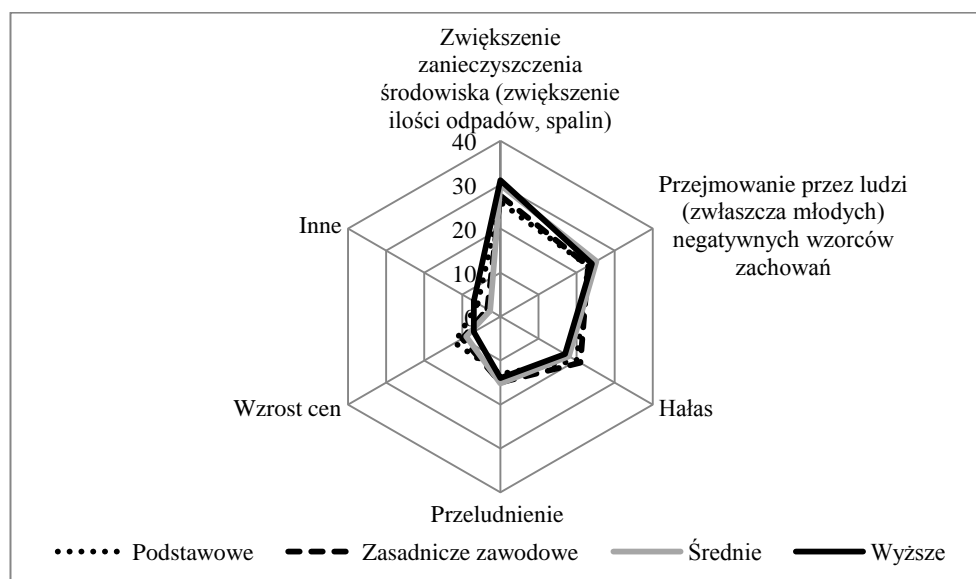 Zwiększenie
zanieczyszczenia
środowiska (zwiększenie
ilości odpadów, spalin)
40
30
20
10
0
Przejmowanie przez ludzi
(zwłaszcza młodych)
negatywnych wzorców
zachowań
Inne
Wzrost cen
Hałas
Przeludnienie
Podstawowe
Zasadnicze zawodowe
Średnie
Wyższe